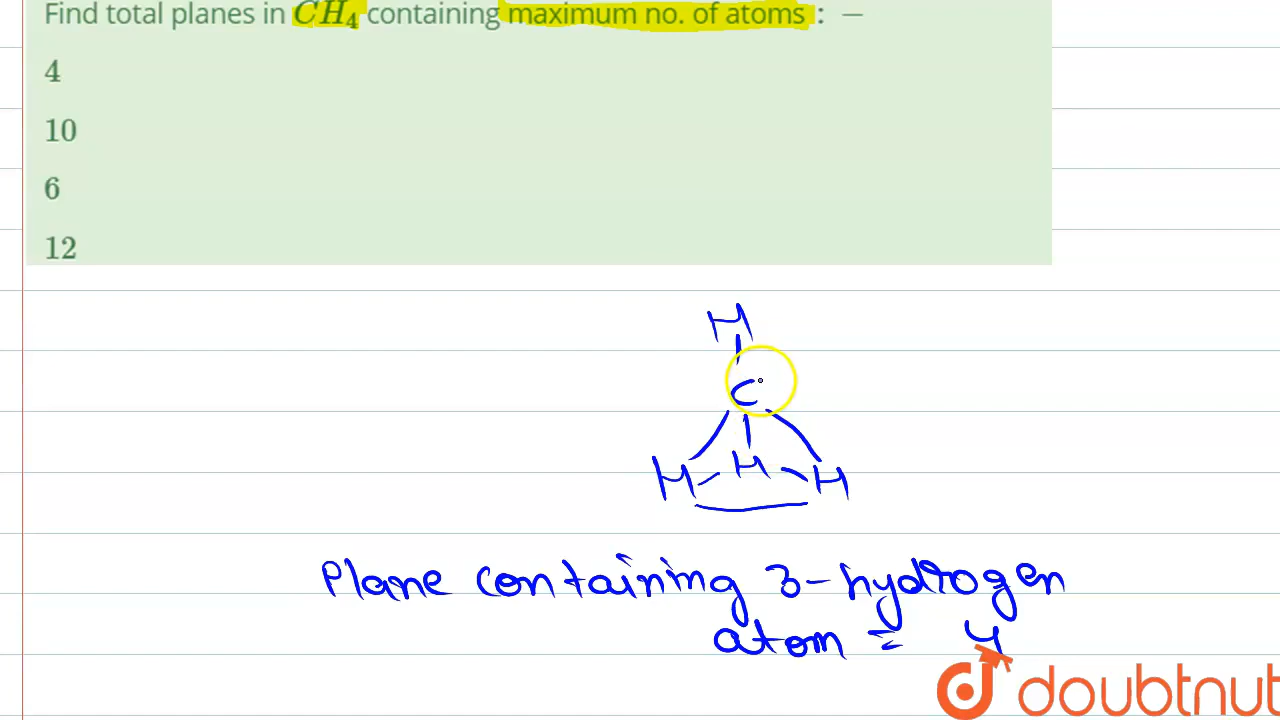 Find total planes in CH₄ containing maximum no. of atoms : —
4
10
6
12
H
C
H H H
Plane containing 3-hydrogen
atom = 4
doubtnut